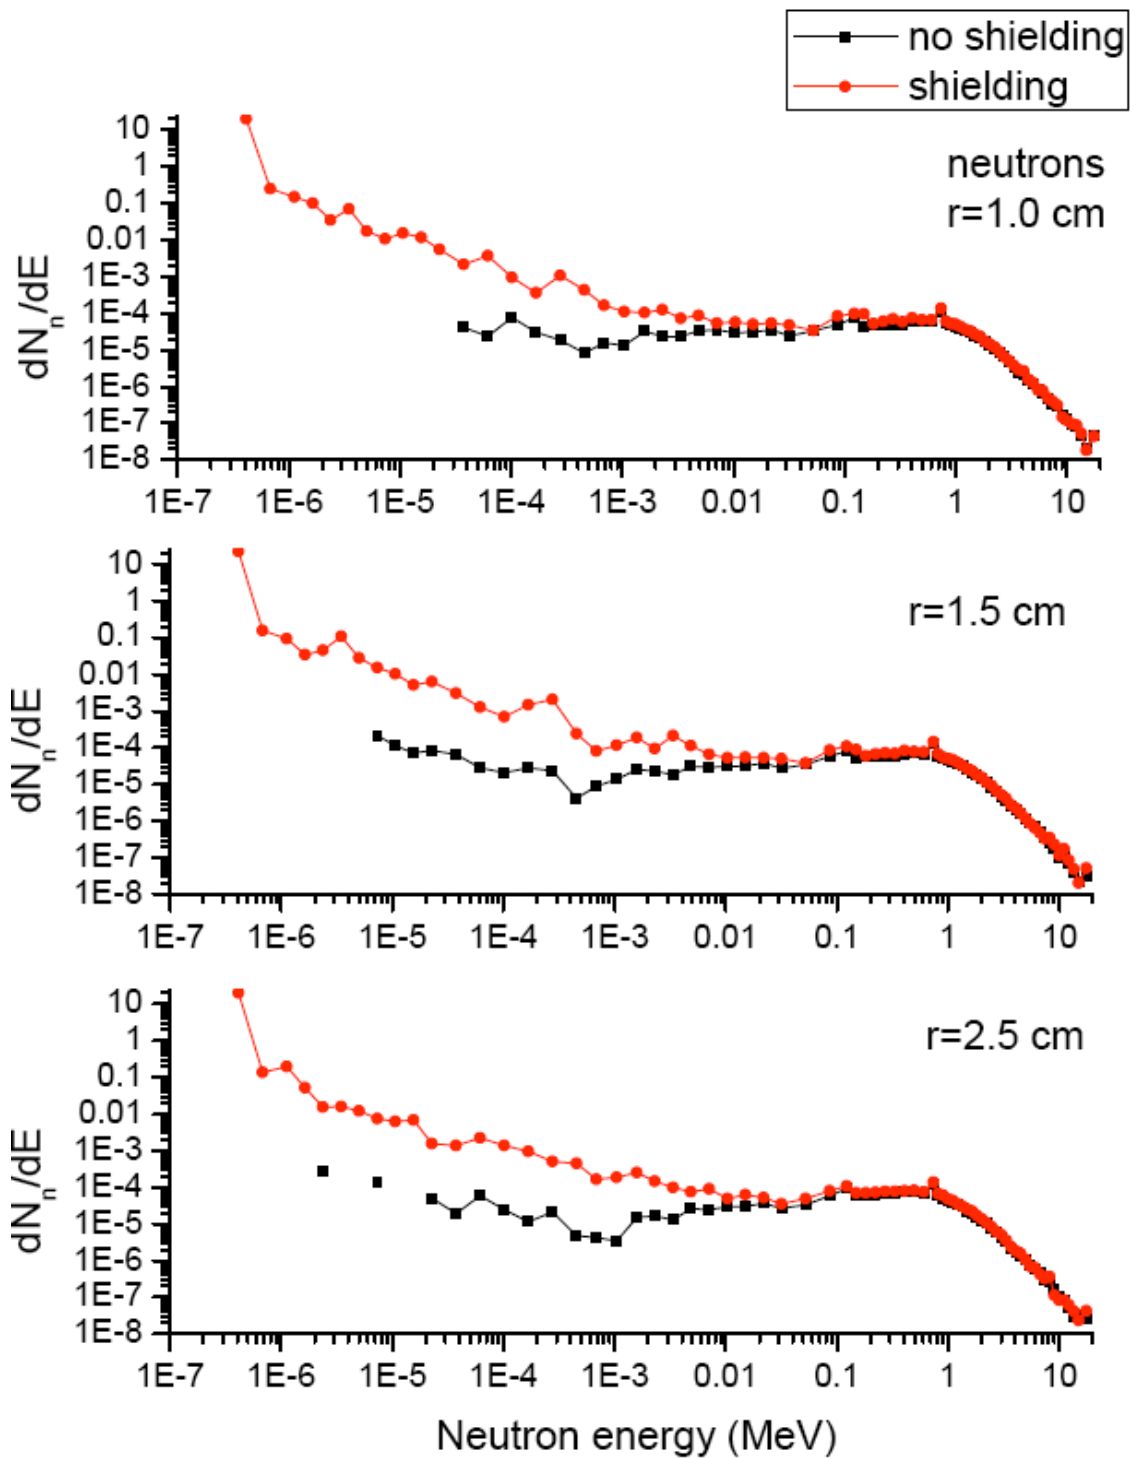 no shielding
shielding
neutrons
r=1.0 cm
10
1
0.1
0.01
1E-3
1E-4
1E-5
1E-6
1E-7
1E-8
dNn/dE
1E-7 1E-6 1E-5 1E-4 1E-3 0.01 0.1 1 10
r=1.5 cm
10
1
0.1
0.01
1E-3
1E-4
1E-5
1E-6
1E-7
1E-8
dNn/dE
1E-7 1E-6 1E-5 1E-4 1E-3 0.01 0.1 1 10
r=2.5 cm
10
1
0.1
0.01
1E-3
1E-4
1E-5
1E-6
1E-7
1E-8
dNn/dE
1E-7 1E-6 1E-5 1E-4 1E-3 0.01 0.1 1 10
Neutron energy (MeV)